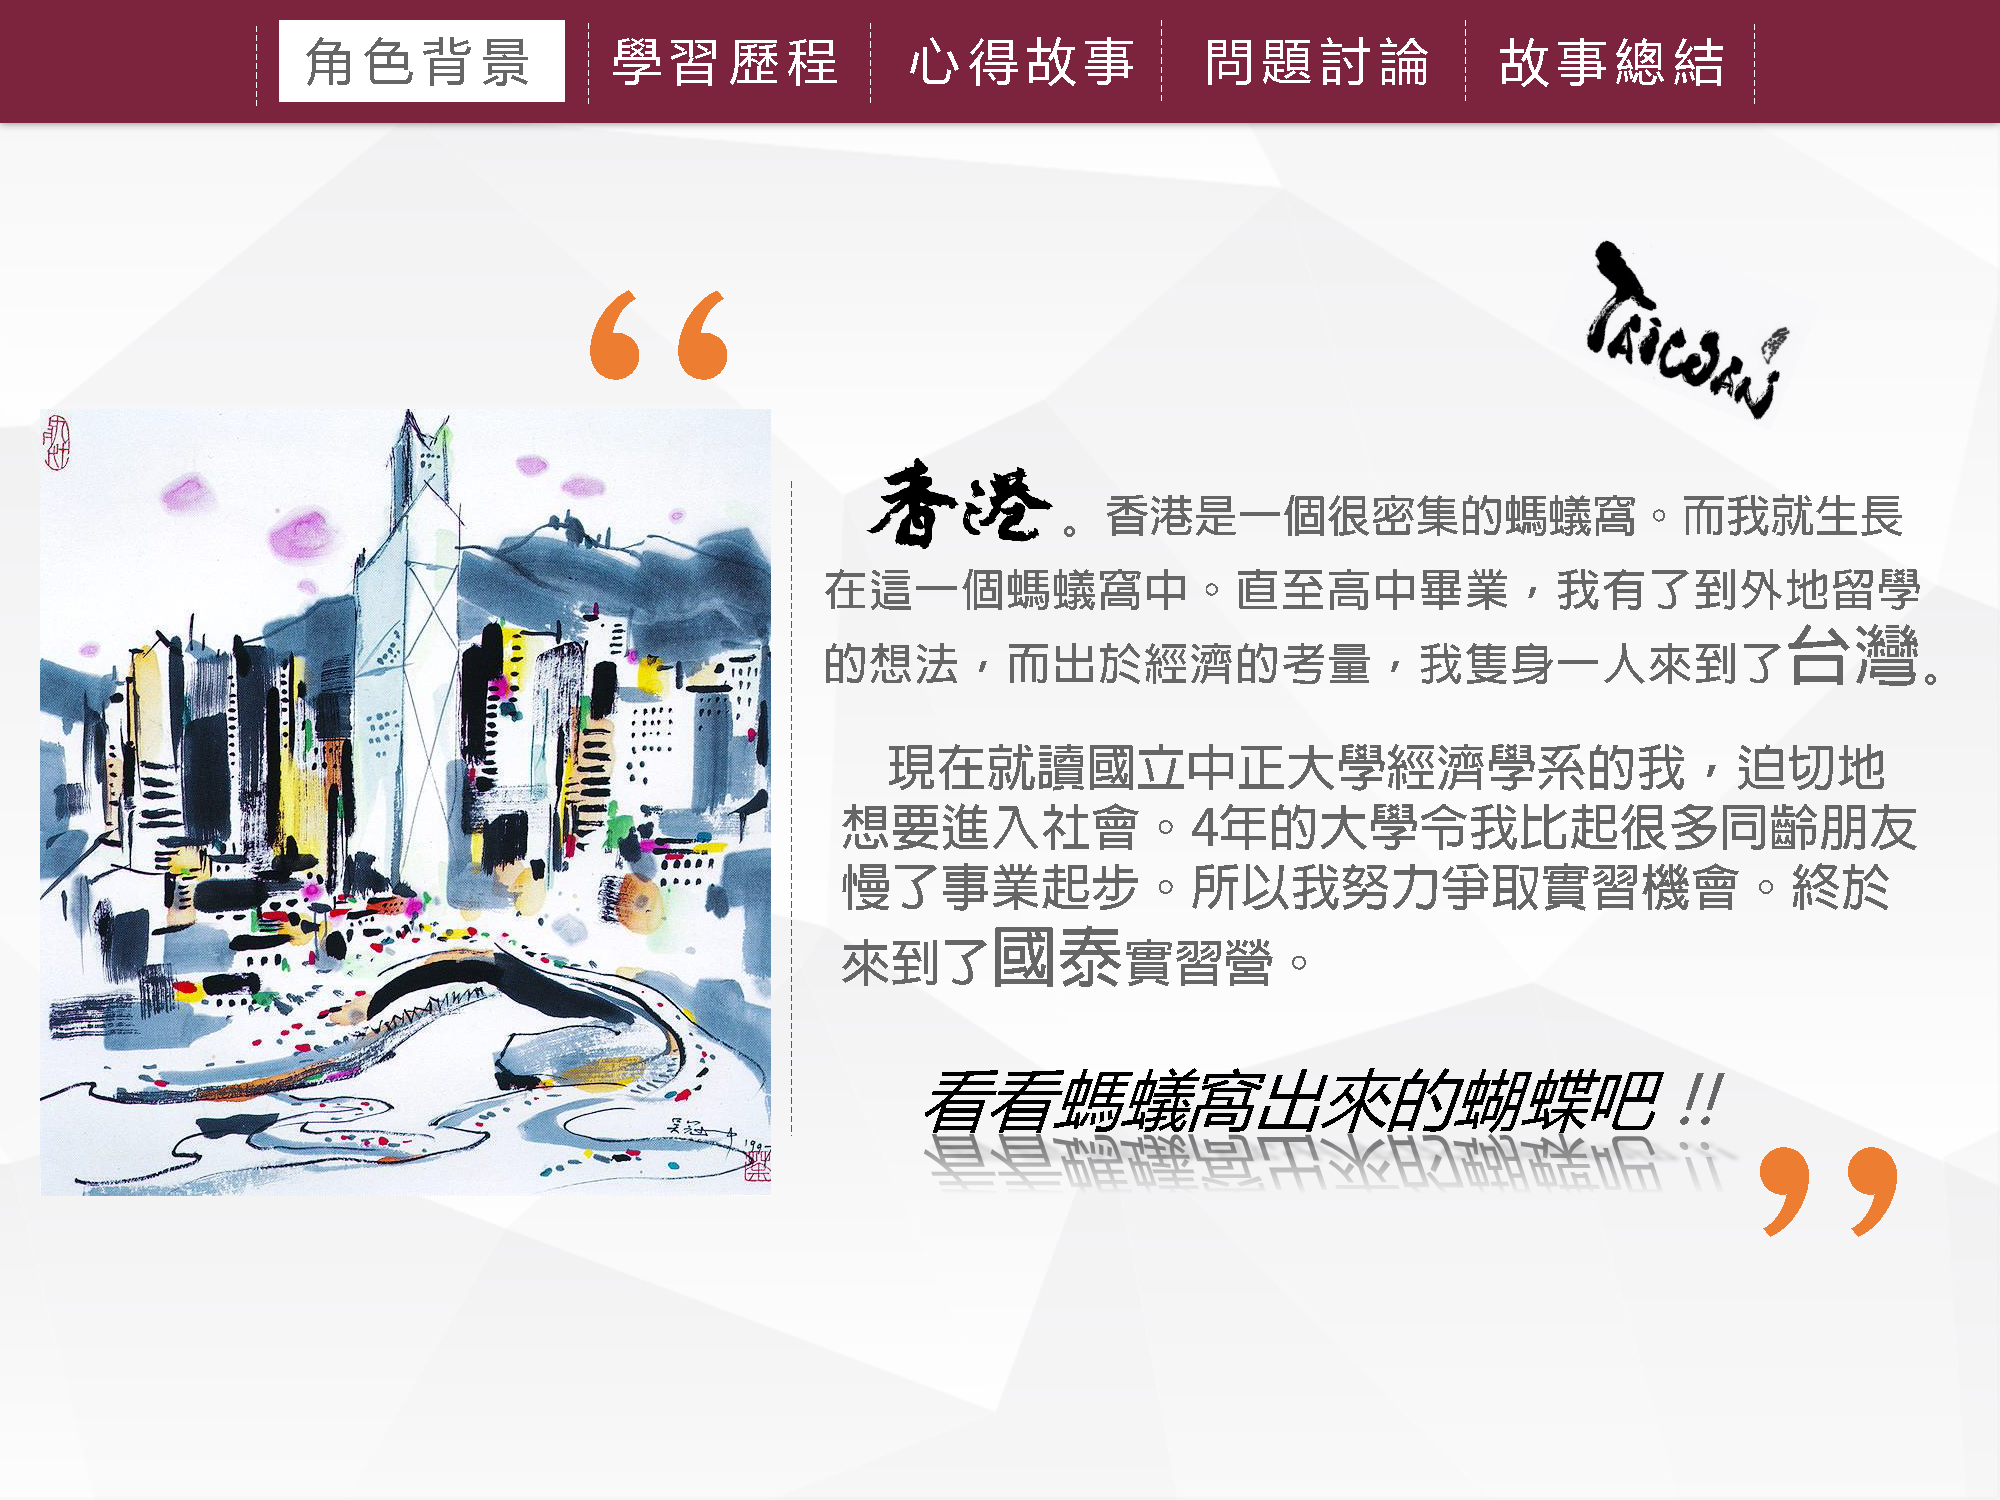 角色背景 學習歷程 心得故事 問題討論 故事總結
TAIWAN
香港。香港是一個很密集的螞蟻窩。而我就生長
在這一個螞蟻窩中。直至高中畢業，我有了到外地留學
的想法，而出於經濟的考量，我隻身一人來到了台灣。
現在就讀國立中正大學經濟學系的我，迫切地
想要進入社會。4年的大學令我比起很多同齡朋友
慢了事業起步。所以我努力爭取實習機會。終於
來到了國泰實習營。
看看螞蟻窩出來的蝴蝶吧!!